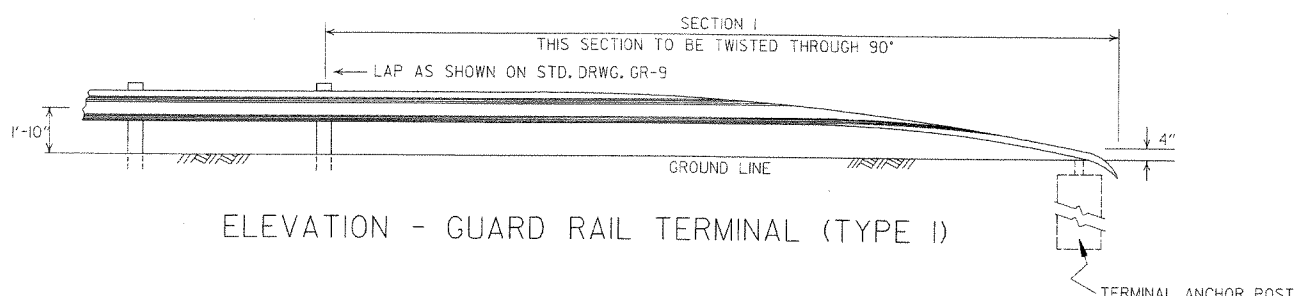 SECTION I
THIS SECTION TO BE TWISTED THROUGH 90°
LAP AS SHOWN ON STD. DRWG. GR-9
1'-10"
4"
GROUND LINE
ELEVATION - GUARD RAIL TERMINAL (TYPE I)
TERMINAL ANCHOR POST